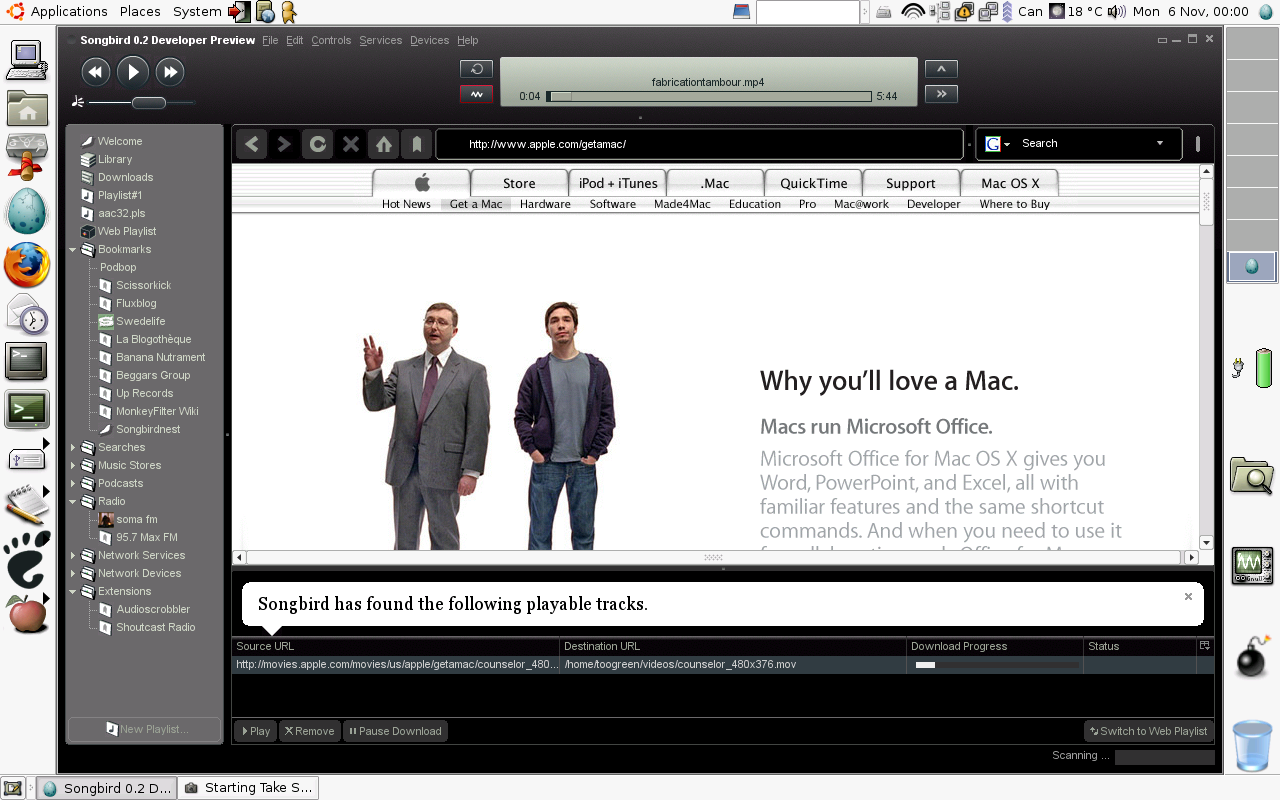 Applications Places System
Can 18 °C Mon 6 Nov, 00:00
Songbird 0.2 Developer Preview File Edit Controls Services Devices Help
fabricationtambour.mp4
0:04 5:44
http://www.apple.com/getamac/
G Search
Welcome
Library
Downloads
Playlist#1
aac32.pls
Web Playlist
Bookmarks
Podbop
Scissorkick
Fluxblog
Swedelife
La Blogothèque
Banana Nutrament
Beggars Group
Up Records
MonkeyFilter Wiki
Songbirdnest
Searches
Music Stores
Podcasts
Radio
soma fm
95.7 Max FM
Network Services
Network Devices
Extensions
Audioscrobbler
Shoutcast Radio
New Playlist...
Store iPod + iTunes .Mac QuickTime Support Mac OS X
Hot News Get a Mac Hardware Software Made4Mac Education Pro Mac@work Developer Where to Buy
Why you'll love a Mac.
Macs run Microsoft Office.
Microsoft Office for Mac OS X gives you
Word, PowerPoint, and Excel, all with
familiar features and the same shortcut
commands. And when you need to use it
Songbird has found the following playable tracks.
Source URL Destination URL Download Progress Status
http://movies.apple.com/movies/us/apple/getamac/counselor_480... /home/toogreen/videos/counselor_480x376.mov
Play Remove Pause Download Switch to Web Playlist
Scanning ...
Songbird 0.2 D... Starting Take S...